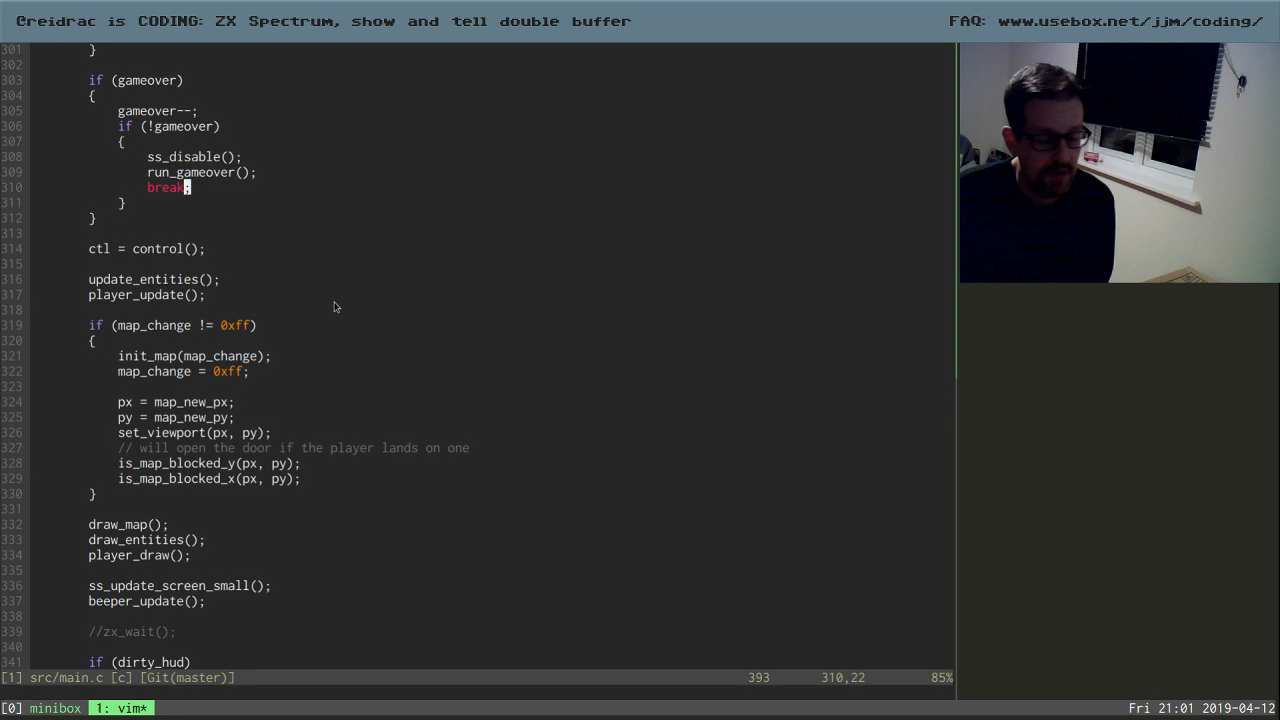 @reidrac is CODING: ZX Spectrum, show and tell double buffer
FAQ: www.usebox.net/jjm/coding/
301 }
302
303 if (gameover)
304 {
305 gameover--;
306 if (!gameover)
307 {
308 ss_disable();
309 run_gameover();
310 break;
311 }
312 }
313
314 ctl = control();
315
316 update_entities();
317 player_update();
318
319 if (map_change != 0xff)
320 {
321 init_map(map_change);
322 map_change = 0xff;
323
324 px = map_new_px;
325 py = map_new_py;
326 set_viewport(px, py);
327 // will open the door if the player lands on one
328 is_map_blocked_y(px, py);
329 is_map_blocked_x(px, py);
330 }
331
332 draw_map();
333 draw_entities();
334 player_draw();
335
336 ss_update_screen_small();
337 beeper_update();
338
339 //zx_wait();
340
341 if (dirty_hud)
[1] src/main.c [c] [Git(master)] 393 310,22 85%
[0] minibox 1: vim* Fri 21:01 2019-04-12